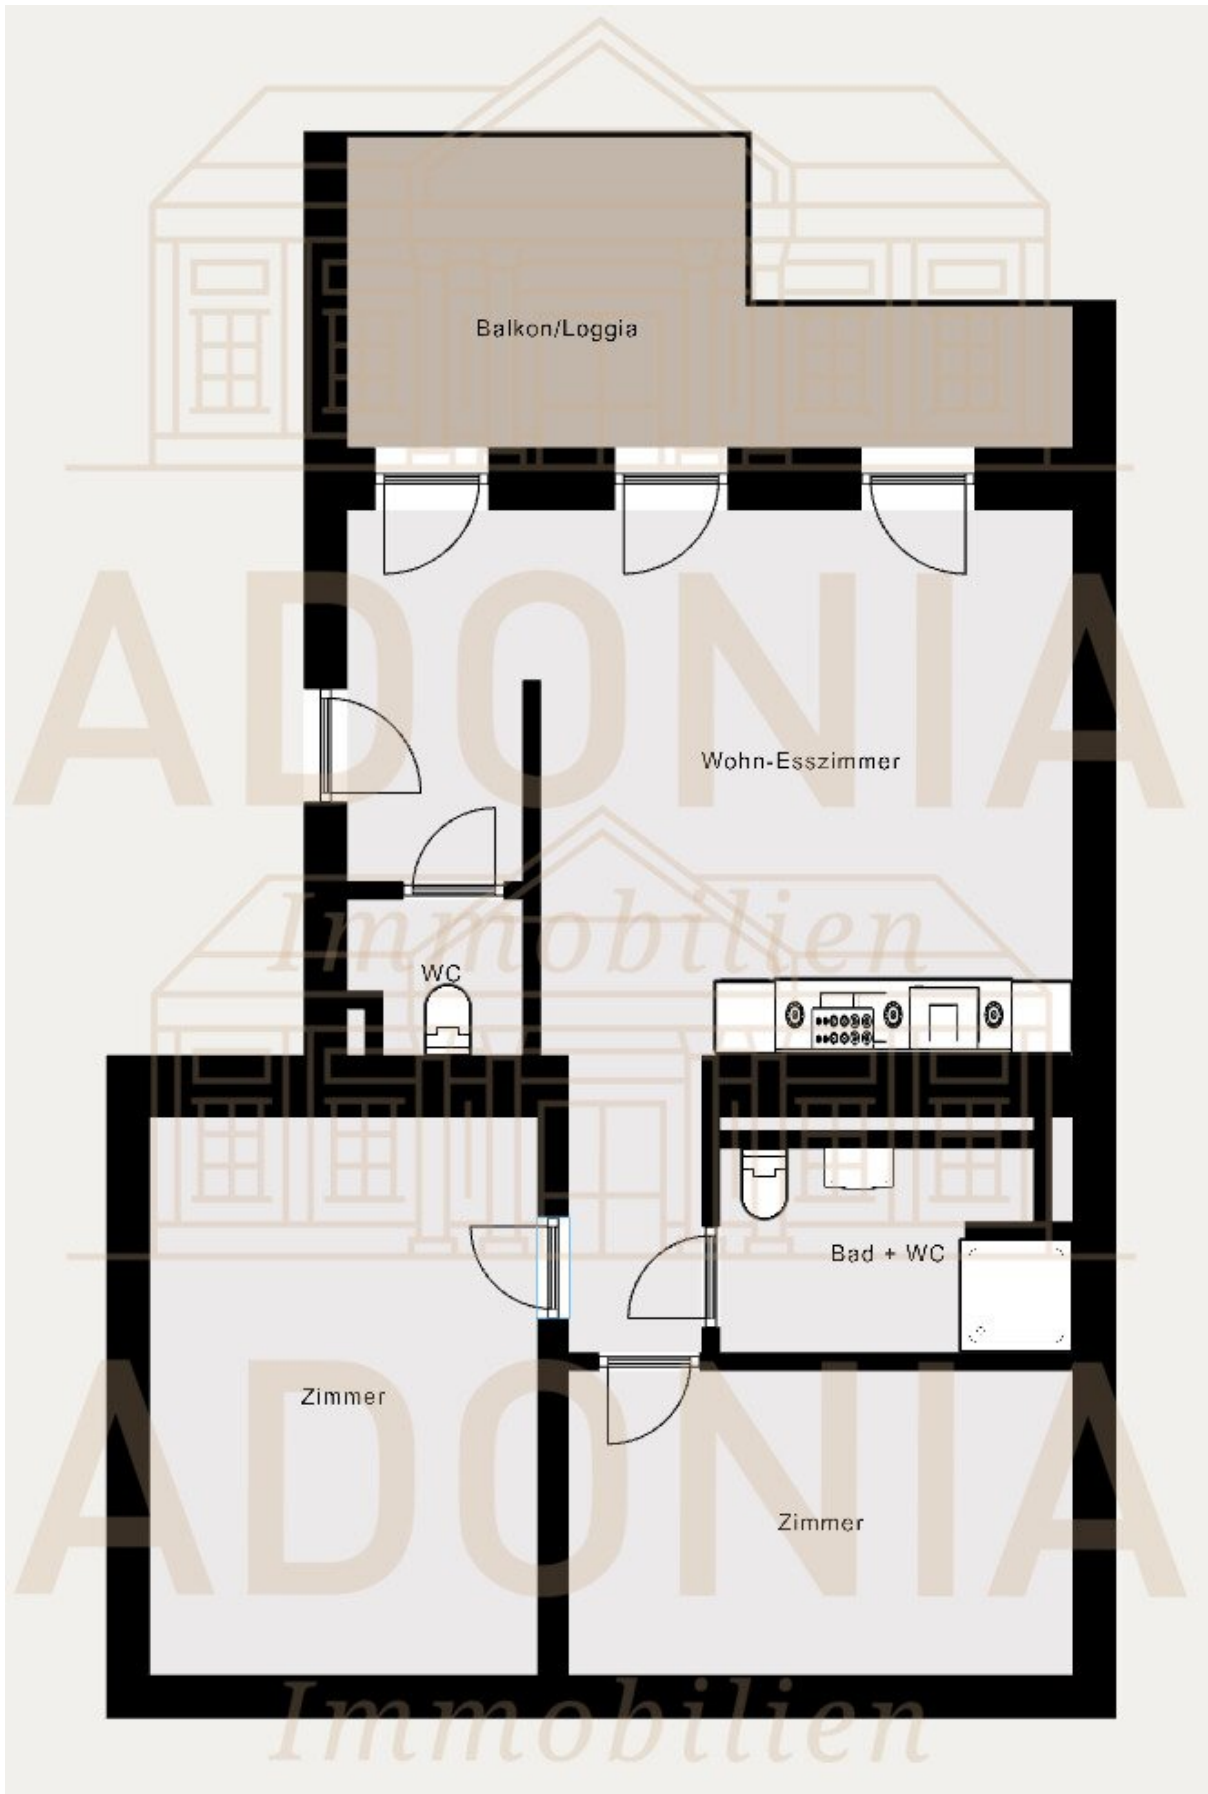 Balkon/Loggia
ADONIA
Wohn-Esszimmer
Immobilien
WC
Bad + WC
ADONIA
Zimmer
Zimmer
Immobilien